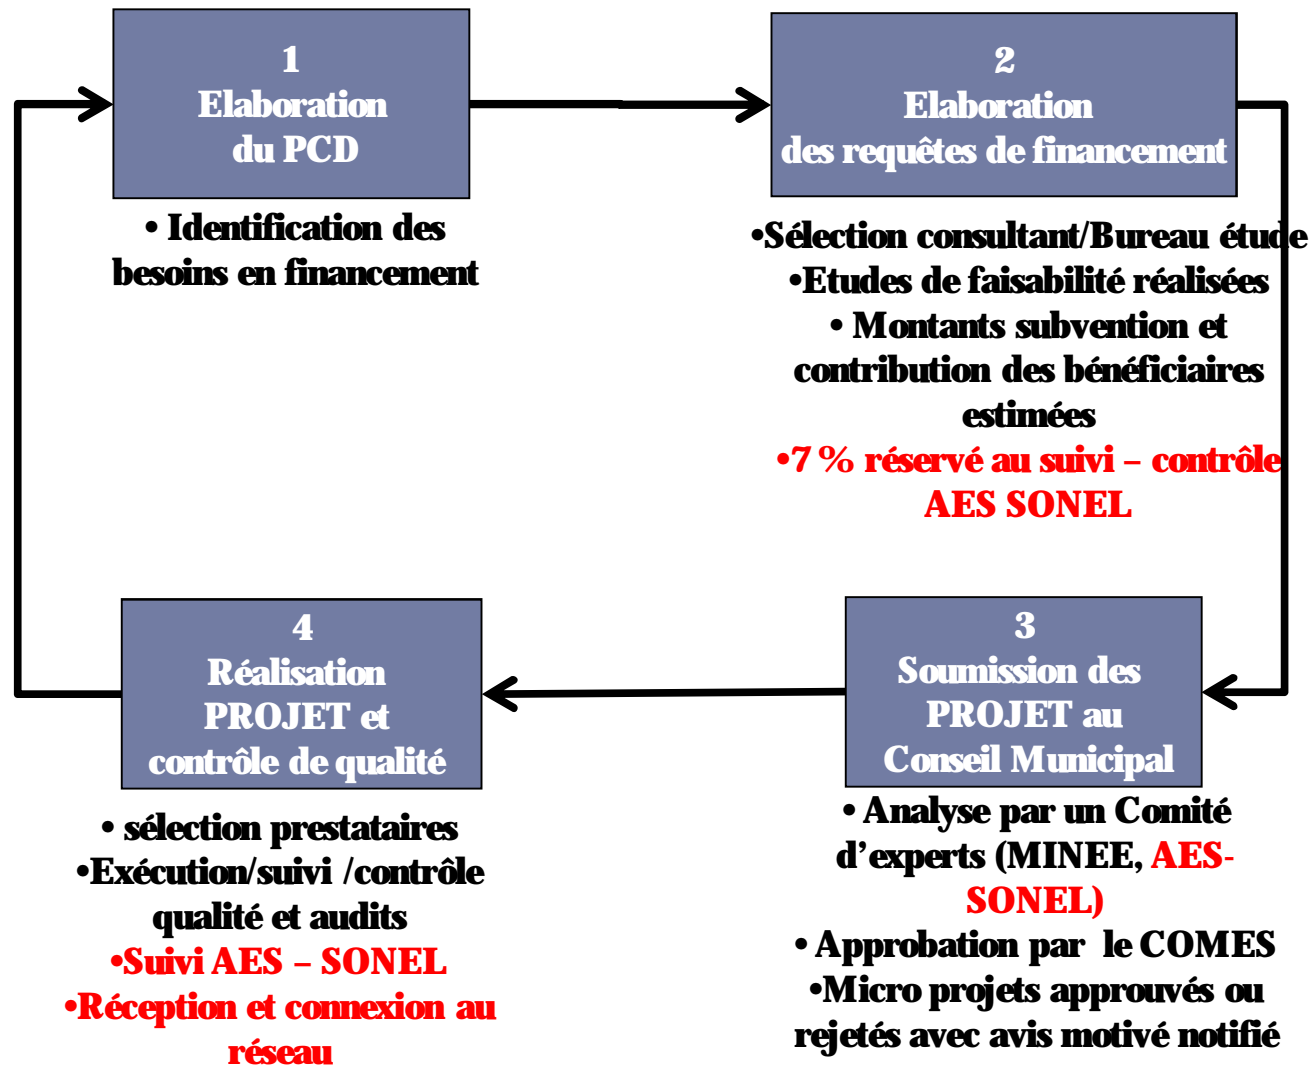 1
Elaboration
du PCD
• Identification des
besoins en financement
2
Elaboration
des requêtes de financement
•Sélection consultant/Bureau étude
•Etudes de faisabilité réalisées
• Montants subvention et
contribution des bénéficiaires
estimées
•7 % réservé au suivi – contrôle
AES SONEL
3
Soumission des
PROJET au
Conseil Municipal
• Analyse par un Comité
d’experts (MINEE, AES-
SONEL)
• Approbation par le COMES
•Micro projets approuvés ou
rejetés avec avis motivé notifié
4
Réalisation
PROJET et
contrôle de qualité
• sélection prestataires
•Exécution/suivi /contrôle
qualité et audits
•Suivi AES – SONEL
•Réception et connexion au
réseau